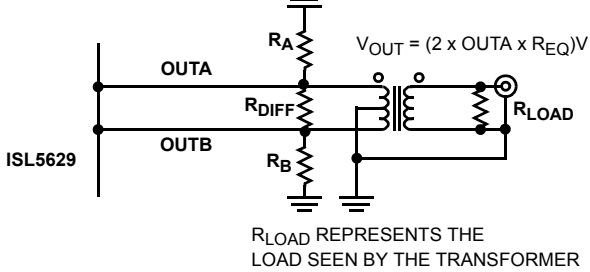 R_A
V_OUT = (2 x OUTA x R_EQ)V
OUTA
R_DIFF
R_LOAD
OUTB
ISL5629
R_B
R_LOAD REPRESENTS THE
LOAD SEEN BY THE TRANSFORMER